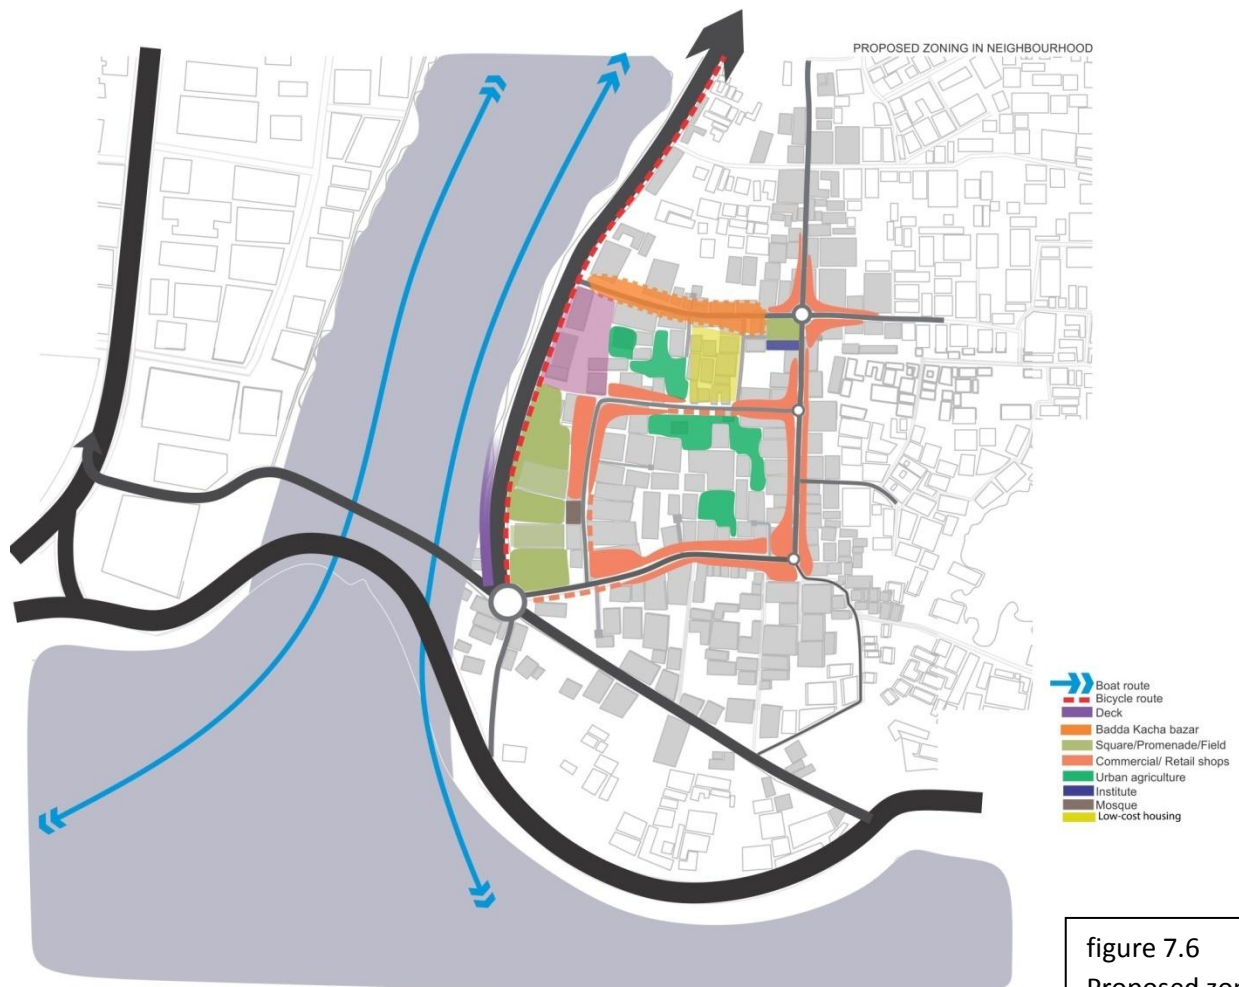 PROPOSED ZONING IN NEIGHBOURHOOD
Boat route
Bicycle route
Deck
Badda Kacha bazar
Square/Promenade/Field
Commercial/ Retail shops
Urban agriculture
Institute
Mosque
Low-cost housing
figure 7.6
Proposed